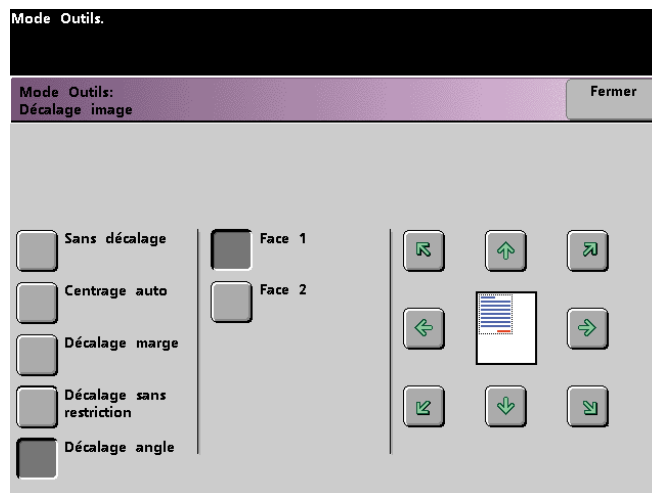 Mode Outils.
Mode Outils:
Décalage image
Fermer
Sans décalage
Centrage auto
Décalage marge
Décalage sans
restriction
Décalage angle
Face 1
Face 2